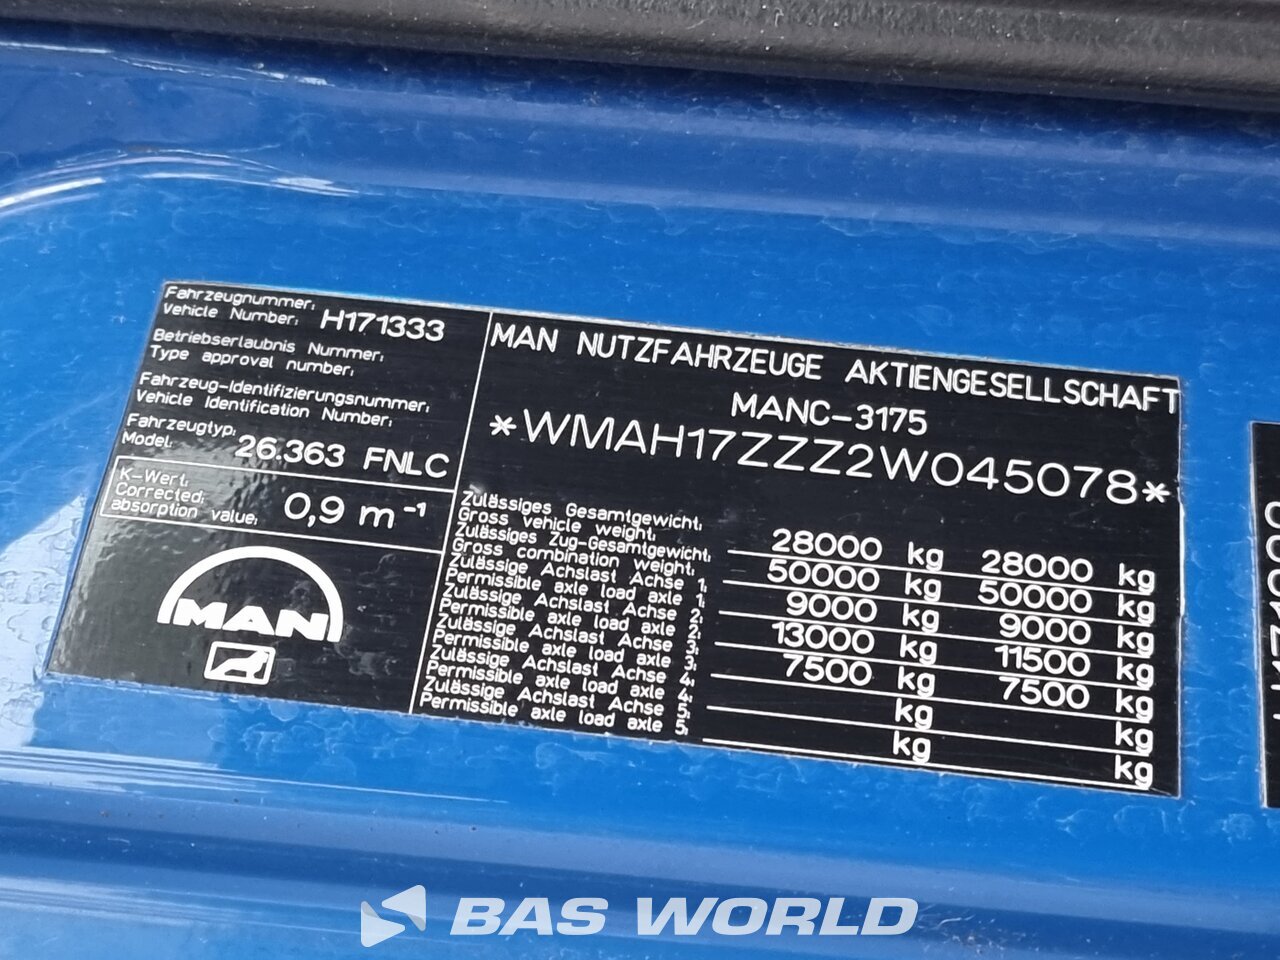 Fahrzeugnummer:
Vehicle Number: H171333
Betriebserlaubnis Nummer:
Type approval number:
Fahrzeug-Identifizierungsnummer:
Vehicle Identification Number:
Fahrzeugtyp:
Model: 26.363 FNLC
K-Wert:
Corrected:
absorption value: 0,9 m⁻¹
MAN
MAN NUTZFAHRZEUGE AKTIENGESELLSCHAFT
MANC-3175
*WMAH17ZZZ2W045078*
Zulässiges Gesamtgewicht:
Gross vehicle weight: 28000 kg 28000 kg
Zulässiges Zug-Gesamtgewicht:
Gross combination weight: 50000 kg 50000 kg
Zulässige Achslast Achse 1:
Permissible axle load axle 1: 9000 kg 9000 kg
Zulässige Achslast Achse 2:
Permissible axle load axle 2: 13000 kg 11500 kg
Zulässige Achslast Achse 3:
Permissible axle load axle 3: 7500 kg 7500 kg
Zulässige Achslast Achse 4:
Permissible axle load axle 4: kg kg
Zulässige Achslast Achse 5:
Permissible axle load axle 5: kg kg
BAS WORLD